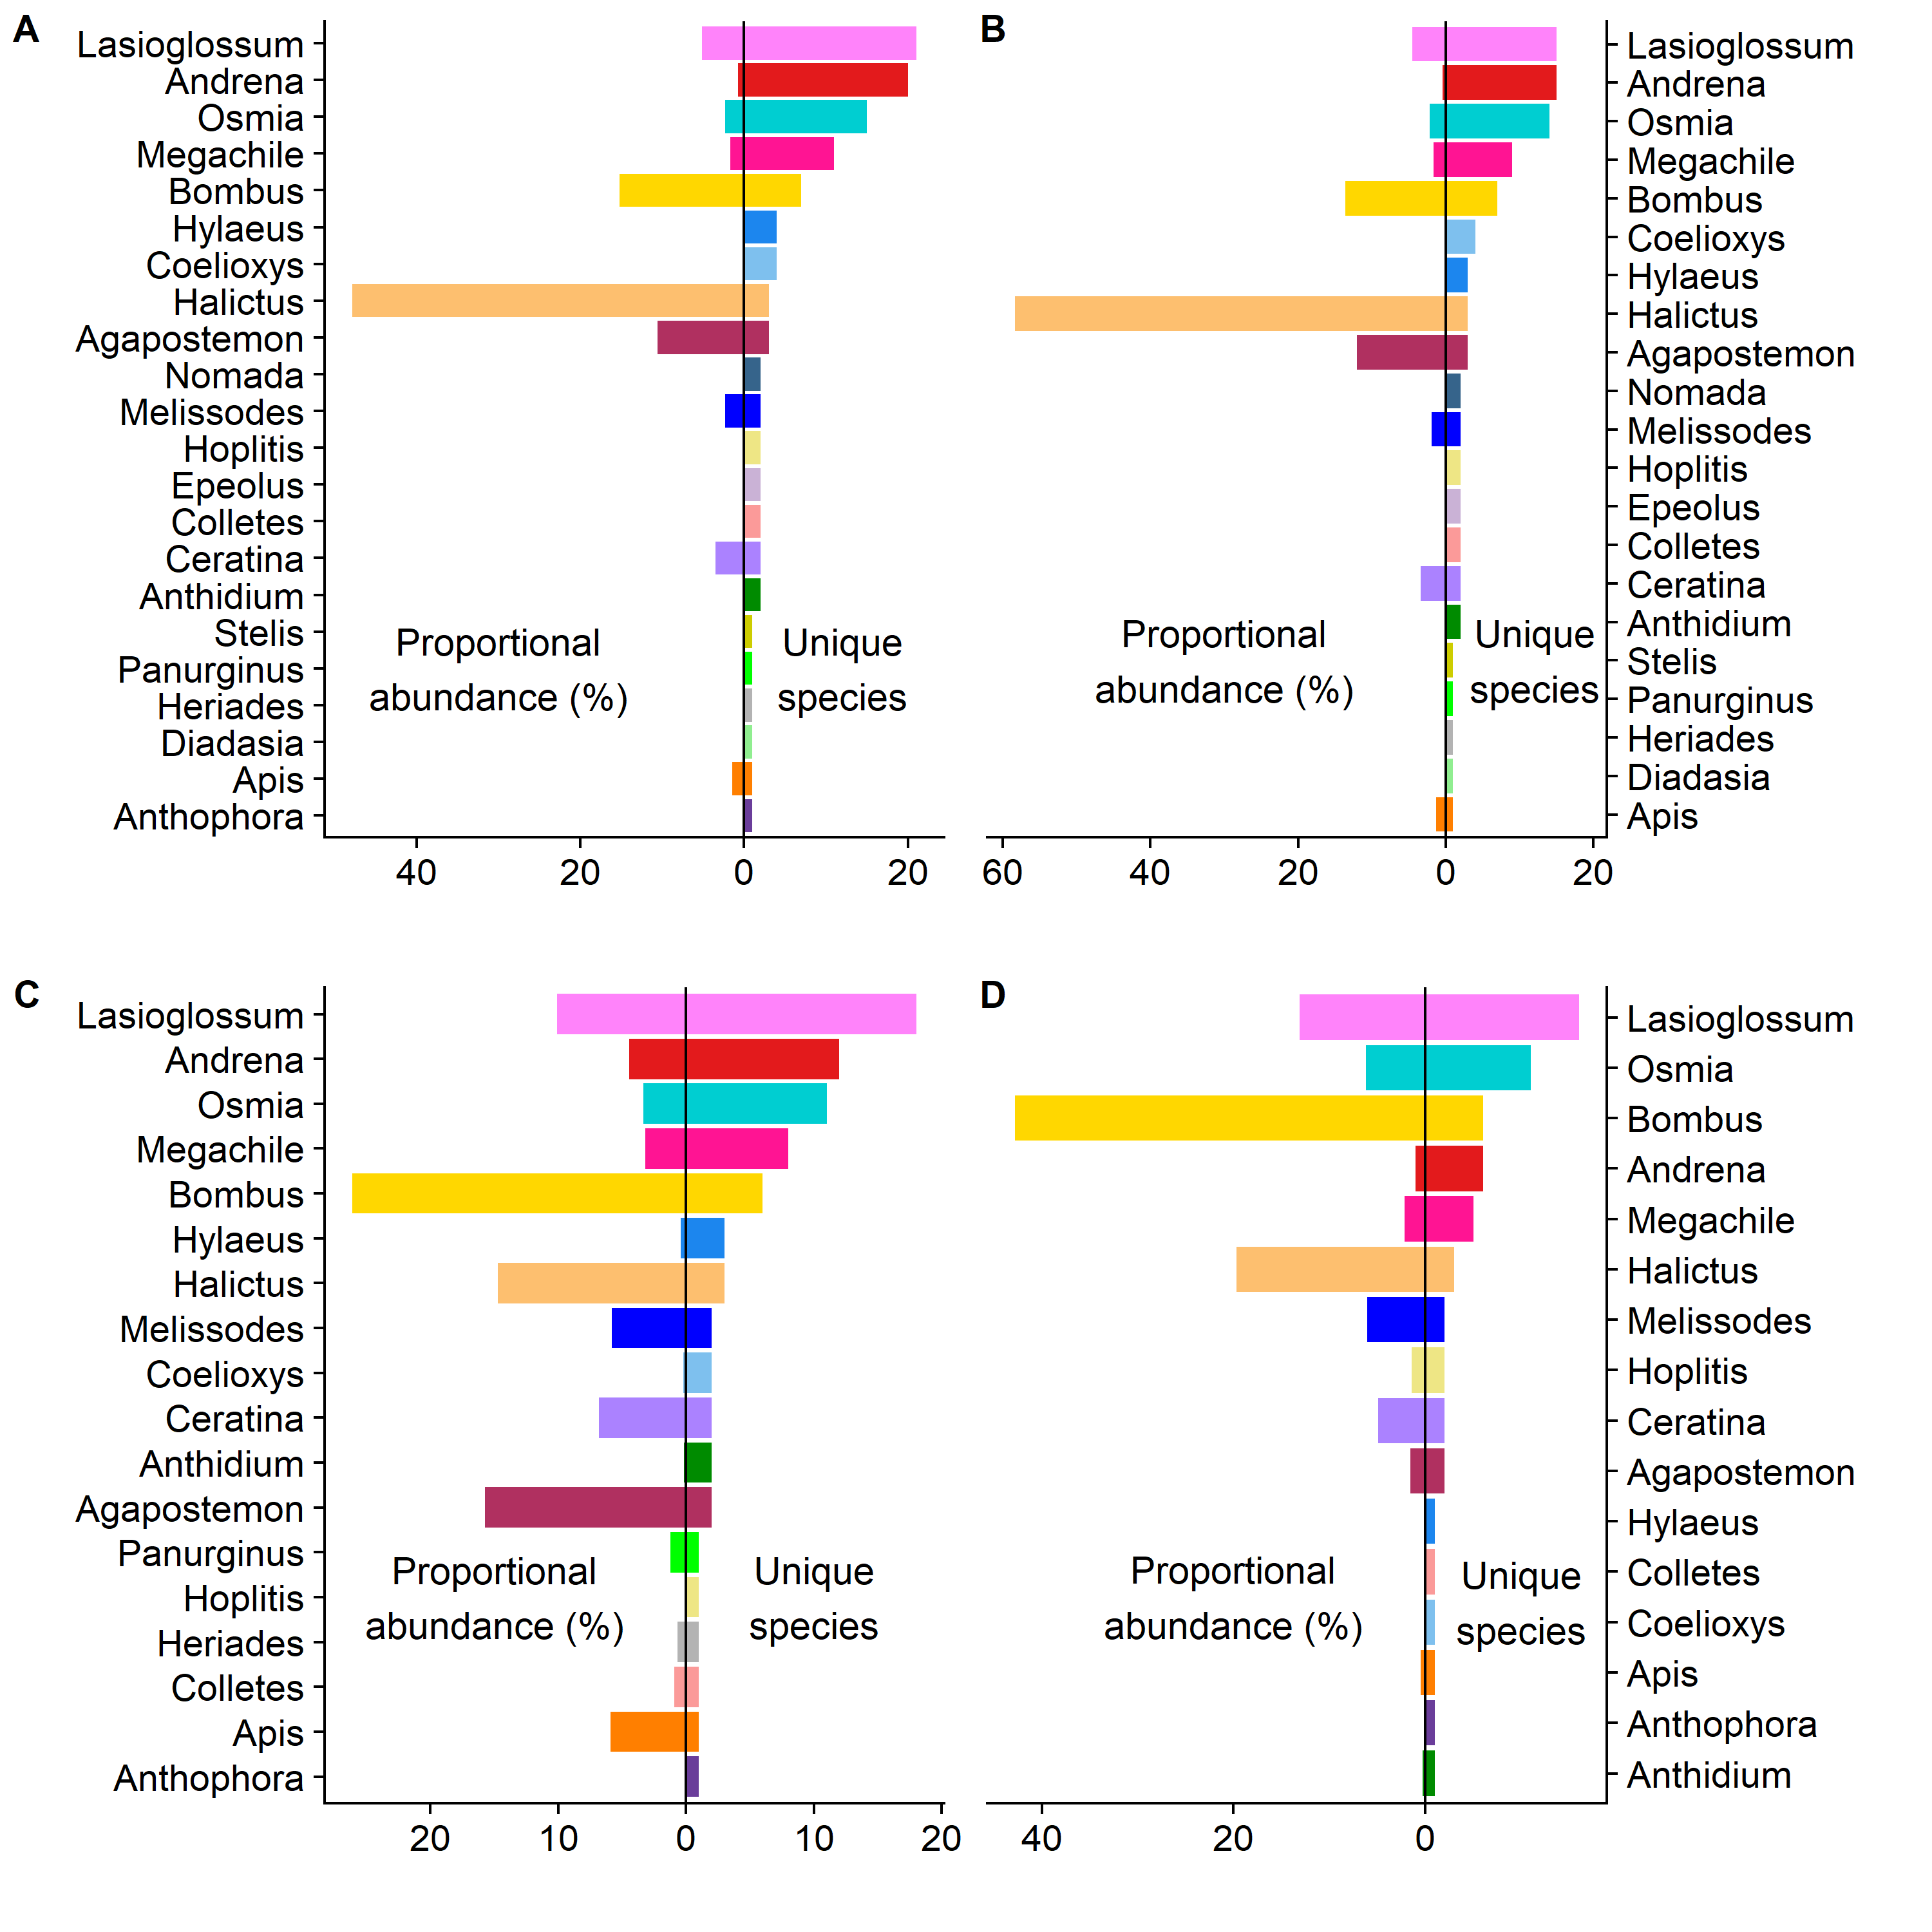 A
Lasioglossum
Andrena
Osmia
Megachile
Bombus
Hylaeus
Coelioxys
Halictus
Agapostemon
Nomada
Melissodes
Hoplitis
Epeolus
Colletes
Ceratina
Anthidium
Stelis
Panurginus
Heriades
Diadasia
Apis
Anthophora
Proportional
abundance (%)
Unique
species
40 20 0 20
B
Lasioglossum
Andrena
Osmia
Megachile
Bombus
Coelioxys
Hylaeus
Halictus
Agapostemon
Nomada
Melissodes
Hoplitis
Epeolus
Colletes
Ceratina
Anthidium
Stelis
Panurginus
Heriades
Diadasia
Apis
Proportional
abundance (%)
Unique
species
60 40 20 0 20
C
Lasioglossum
Andrena
Osmia
Megachile
Bombus
Hylaeus
Halictus
Melissodes
Coelioxys
Ceratina
Anthidium
Agapostemon
Panurginus
Hoplitis
Heriades
Colletes
Apis
Anthophora
Proportional
abundance (%)
Unique
species
20 10 0 10 20
D
Lasioglossum
Osmia
Bombus
Andrena
Megachile
Halictus
Melissodes
Hoplitis
Ceratina
Agapostemon
Hylaeus
Colletes
Coelioxys
Apis
Anthophora
Anthidium
Proportional
abundance (%)
Unique
species
40 20 0